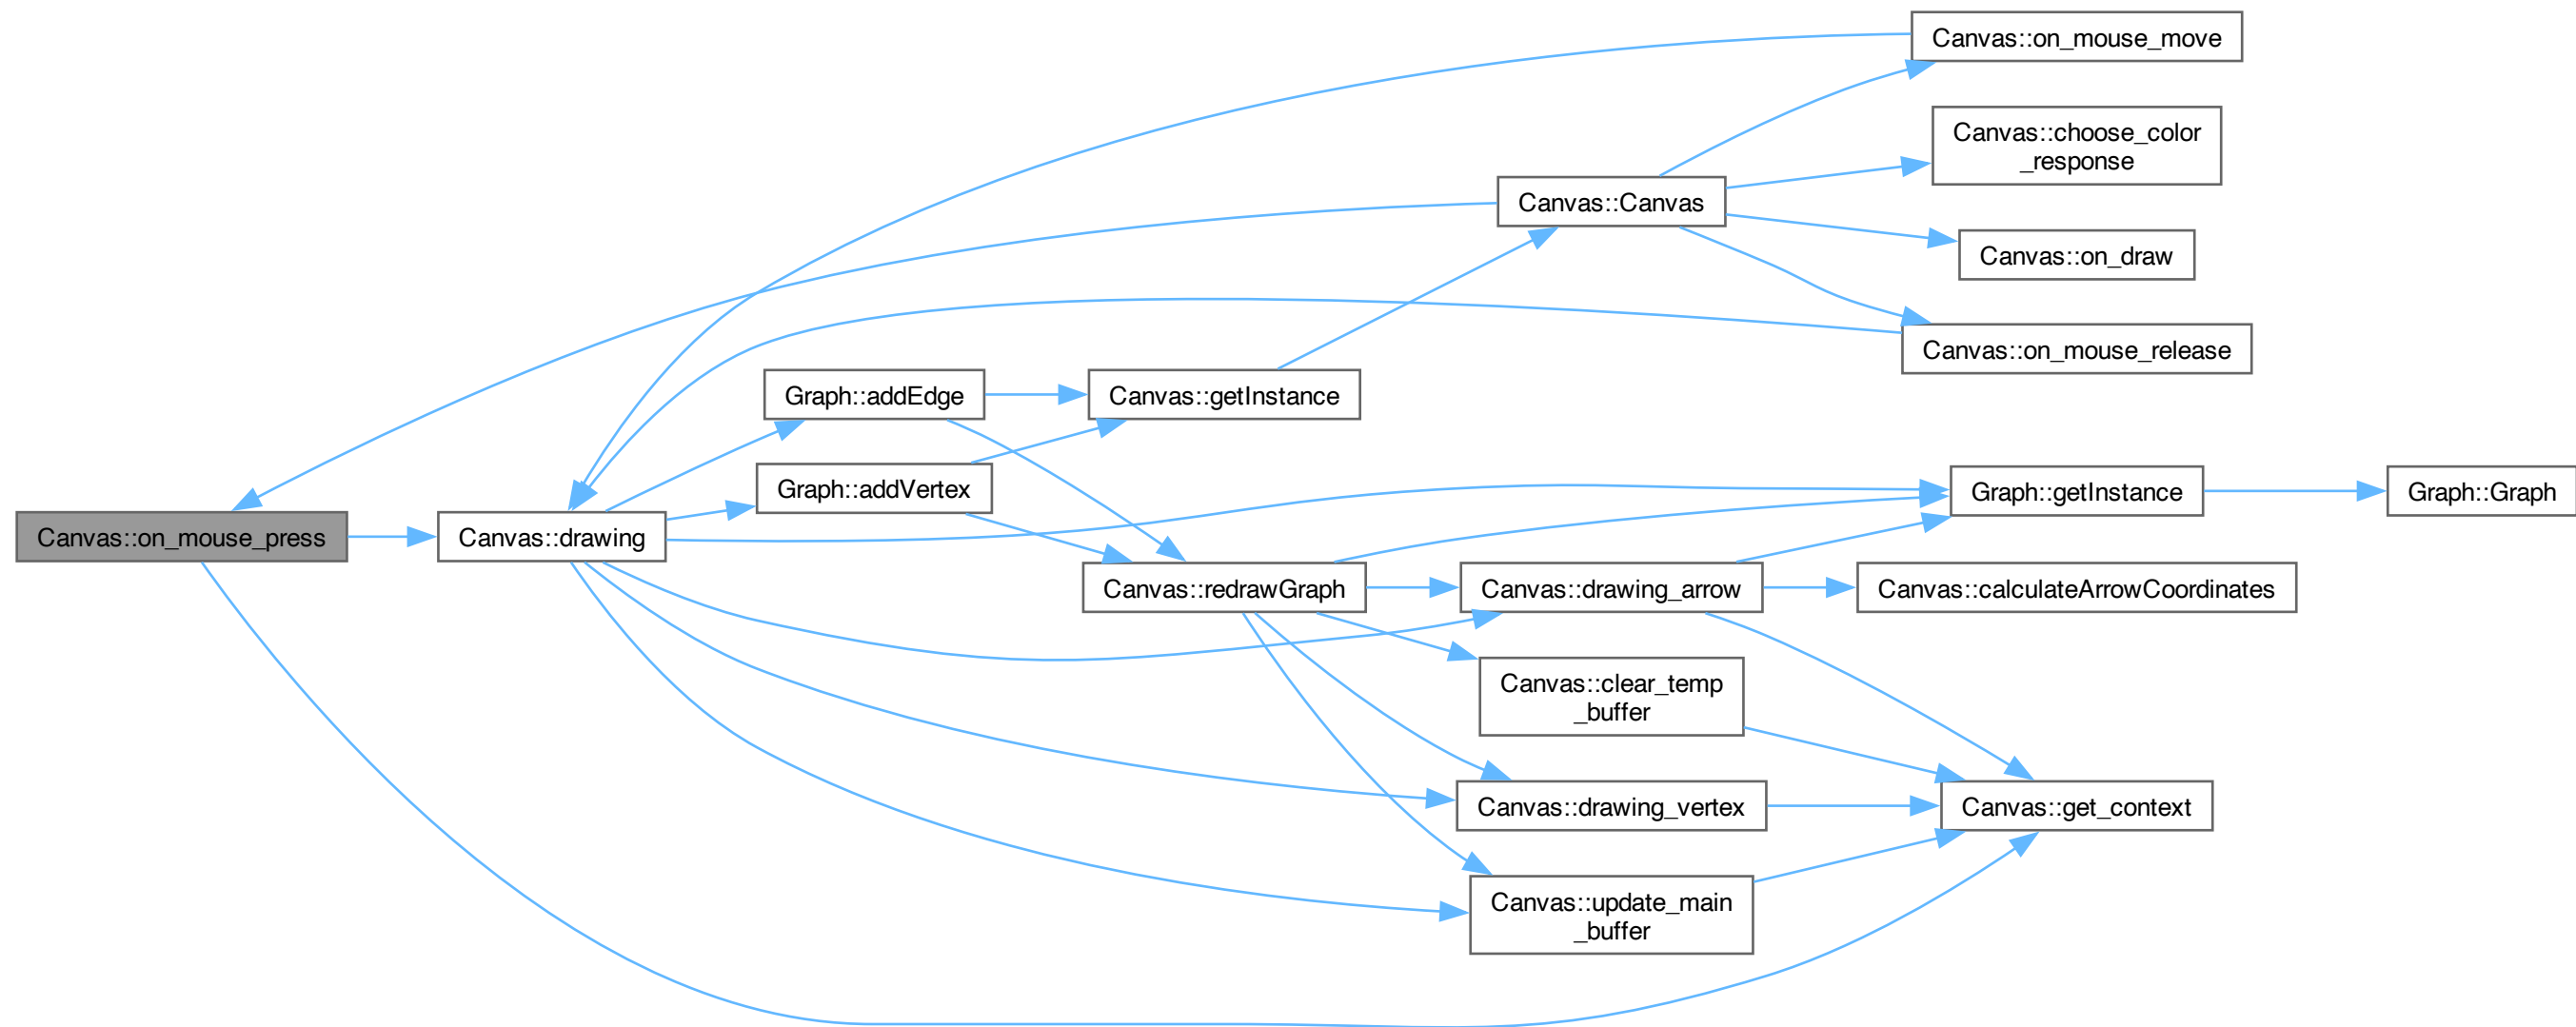 Canvas::on_mouse_move
Canvas::choose_color
_response
Canvas::Canvas
Canvas::on_draw
Canvas::on_mouse_release
Graph::addEdge
Canvas::getInstance
Graph::addVertex
Graph::getInstance
Graph::Graph
Canvas::on_mouse_press
Canvas::drawing
Canvas::redrawGraph
Canvas::drawing_arrow
Canvas::calculateArrowCoordinates
Canvas::clear_temp
_buffer
Canvas::drawing_vertex
Canvas::get_context
Canvas::update_main
_buffer